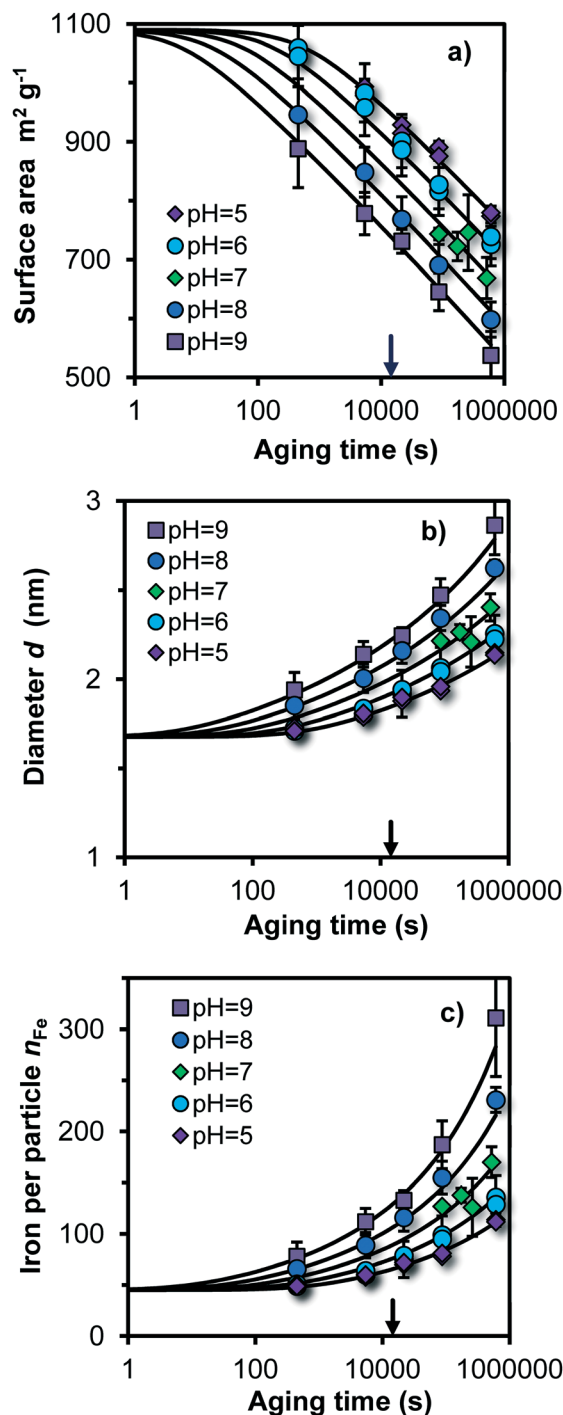 a)
1100
900
700
500
Surface area m² g⁻¹
pH=5
pH=6
pH=7
pH=8
pH=9
1 100 10000 1000000
Aging time (s)
b)
3
2
1
Diameter d (nm)
pH=9
pH=8
pH=7
pH=6
pH=5
1 100 10000 1000000
Aging time (s)
c)
300
200
100
0
Iron per particle nFe
pH=9
pH=8
pH=7
pH=6
pH=5
1 100 10000 1000000
Aging time (s)